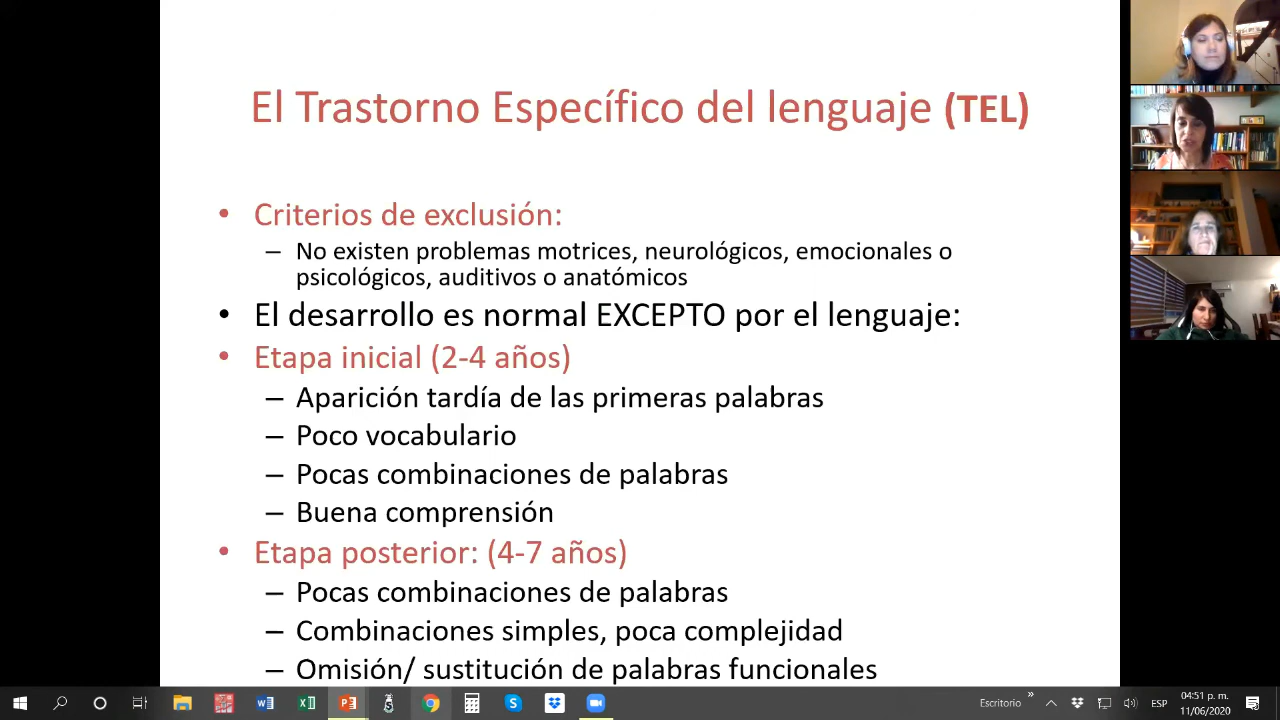 El Trastorno Específico del lenguaje (TEL)
• Criterios de exclusión:
– No existen problemas motrices, neurológicos, emocionales o
psicológicos, auditivos o anatómicos
• El desarrollo es normal EXCEPTO por el lenguaje:
• Etapa inicial (2-4 años)
– Aparición tardía de las primeras palabras
– Poco vocabulario
– Pocas combinaciones de palabras
– Buena comprensión
• Etapa posterior: (4-7 años)
– Pocas combinaciones de palabras
– Combinaciones simples, poca complejidad
– Omisión/ sustitución de palabras funcionales
Escritorio
ESP
04:51 p. m.
11/06/2020